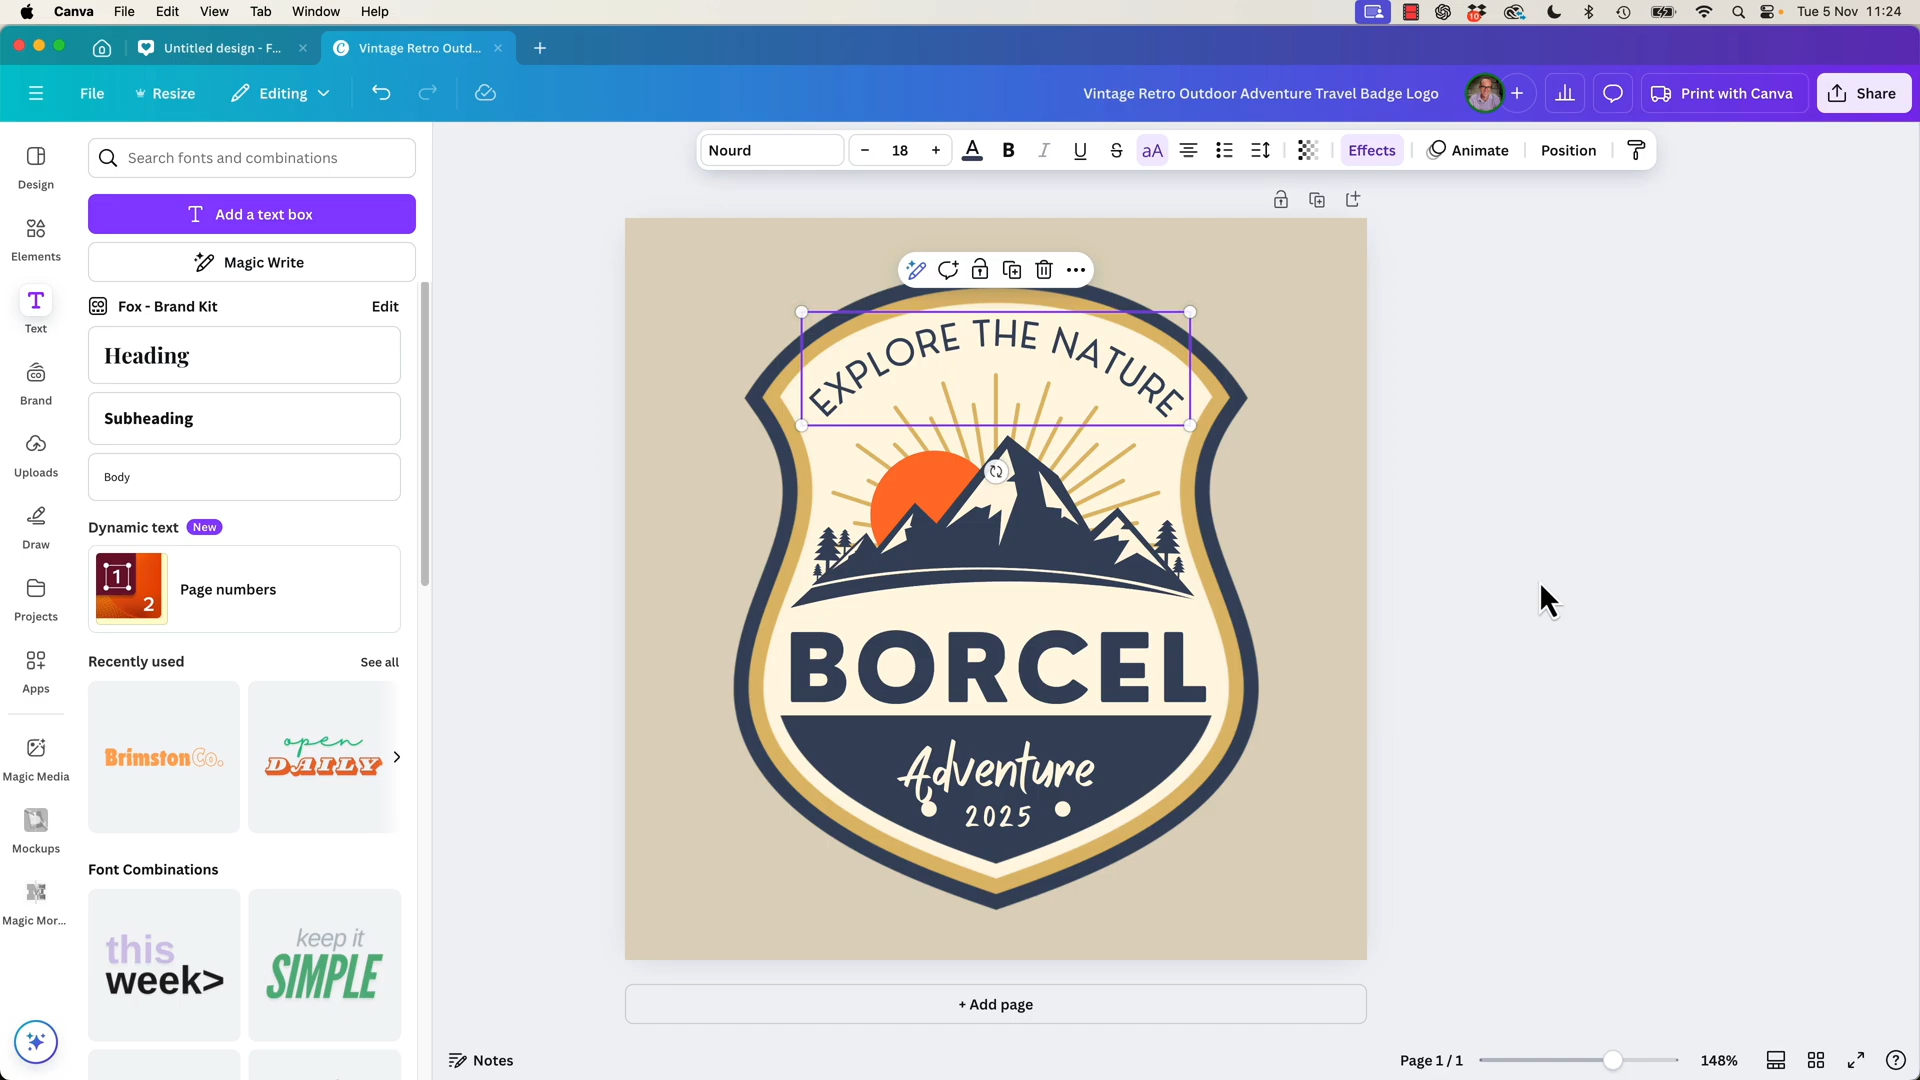 Canva File Edit View Tab Window Help
10
Tue 5 Nov 11:24
Untitled design - F...
Vintage Retro Outd...
File Resize Editing
Vintage Retro Outdoor Adventure Travel Badge Logo
Print with Canva
Share
Search fonts and combinations
Nourd
18
B I U S aA
Effects
Animate
Position
Design
Elements
Text
Brand
Uploads
Draw
Projects
Apps
Magic Media
Mockups
Magic Mor...
Add a text box
Magic Write
Fox - Brand Kit
Edit
Heading
Subheading
Body
Dynamic text New
1
2
Page numbers
Recently used
See all
BrimstonCo.
open
DAILY
Font Combinations
this
week>
keep it
SIMPLE
EXPLORE THE NATURE
BORCEL
Adventure
2025
+ Add page
Notes
Page 1 / 1
148%